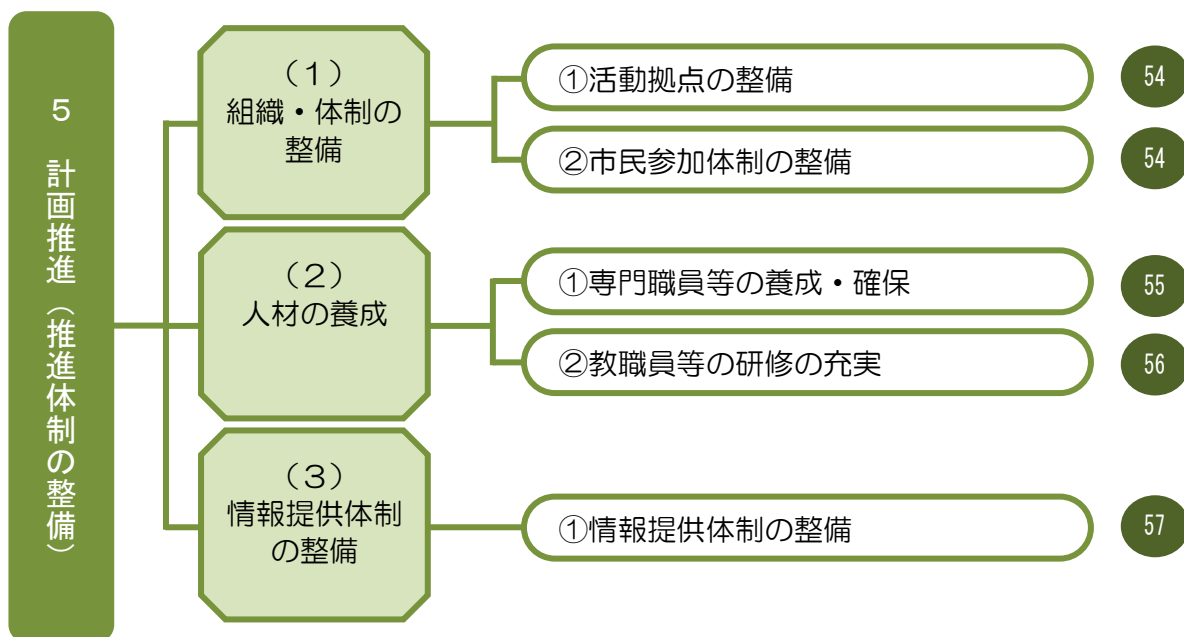 ５　計画推進（推進体制の整備）
（１）
組織・体制の
整備
①活動拠点の整備
54
②市民参加体制の整備
54
（２）
人材の養成
①専門職員等の養成・確保
55
②教職員等の研修の充実
56
（３）
情報提供体制
の整備
①情報提供体制の整備
57